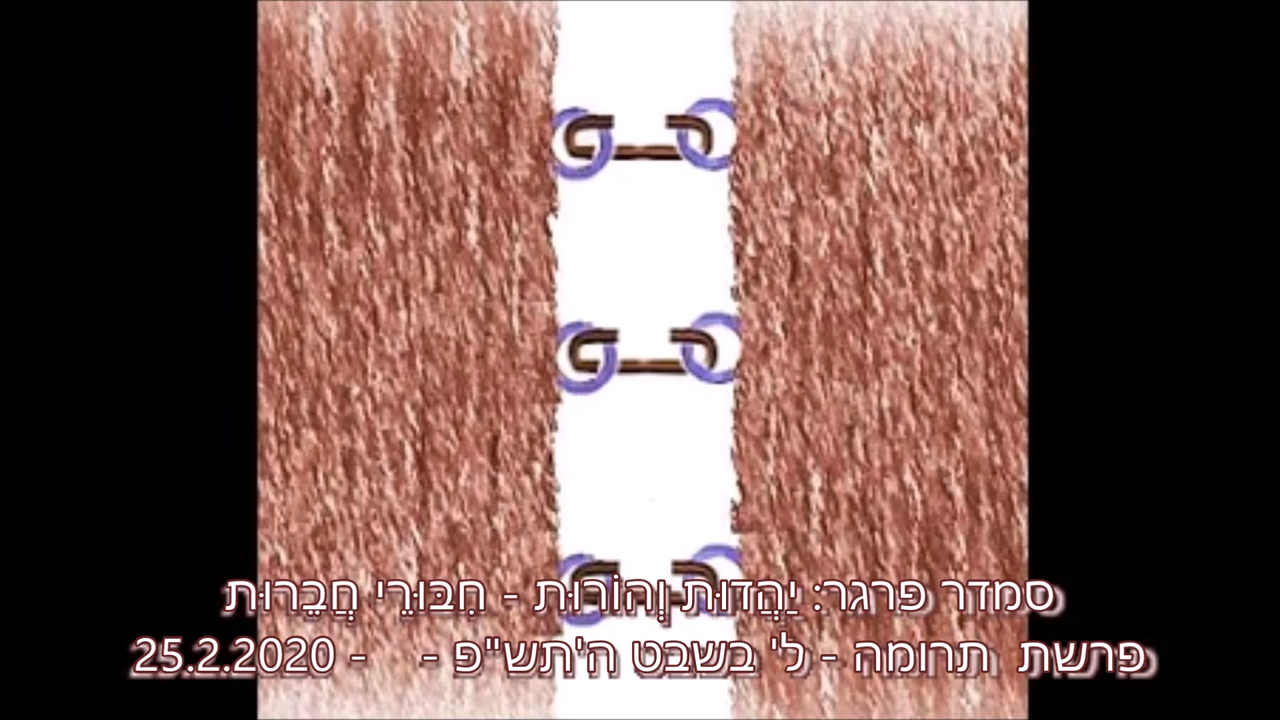 סמדר פרגר: יַהֲדוּת וְהוֹרוּת - חִבּוּרֵי חֲבֵרוּת
פרשת תרומה - ל' בשבט ה'תש"פ - - 25.2.2020